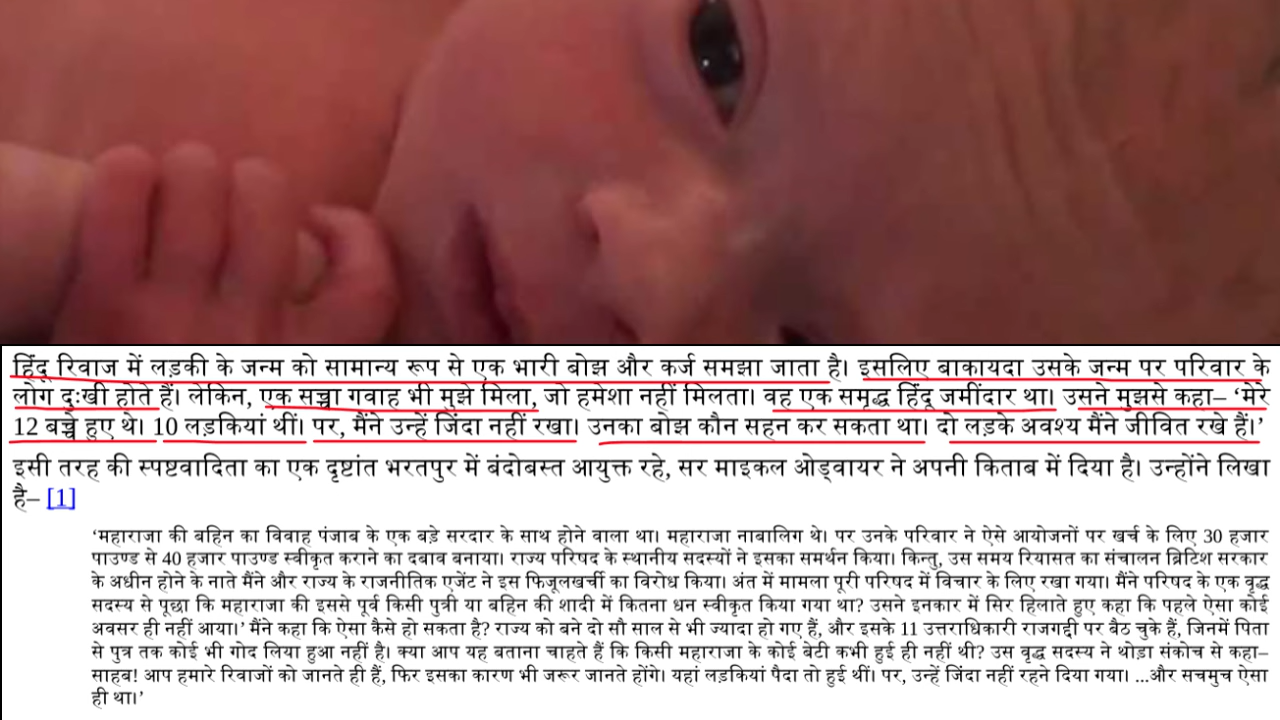 हिंदू रिवाज में लड़की के जन्म को सामान्य रूप से एक भारी बोझ और कर्ज समझा जाता है। इसलिए बाकायदा उसके जन्म पर परिवार के
लोग दुःखी होते हैं। लेकिन, एक सच्चा गवाह भी मुझे मिला, जो हमेशा नहीं मिलता। वह एक समृद्ध हिंदू जमींदार था। उसने मुझसे कहा– ‘मेरे
12 बच्चे हुए थे। 10 लड़कियां थीं। पर, मैंने उन्हें जिंदा नहीं रखा। उनका बोझ कौन सहन कर सकता था। दो लड़के अवश्य मैंने जीवित रखे हैं।’
इसी तरह की स्पष्टवादिता का एक दृष्टांत भरतपुर में बंदोबस्त आयुक्त रहे, सर माइकल ओड्वायर ने अपनी किताब में दिया है। उन्होंने लिखा
है– [1]
‘महाराजा की बहिन का विवाह पंजाब के एक बड़े सरदार के साथ होने वाला था। महाराजा नाबालिग थे। पर उनके परिवार ने ऐसे आयोजनों पर खर्च के लिए 30 हजार
पाउण्ड से 40 हजार पाउण्ड स्वीकृत कराने का दबाव बनाया। राज्य परिषद के स्थानीय सदस्यों ने इसका समर्थन किया। किन्तु, उस समय रियासत का संचालन ब्रिटिश सरकार
के अधीन होने के नाते मैंने और राज्य के राजनीतिक एजेंट ने इस फिजूलखर्ची का विरोध किया। अंत में मामला पूरी परिषद में विचार के लिए रखा गया। मैंने परिषद के एक वृद्ध
सदस्य से पूछा कि महाराजा की इससे पूर्व किसी पुत्री या बहिन की शादी में कितना धन स्वीकृत किया गया था? उसने इनकार में सिर हिलाते हुए कहा कि पहले ऐसा कोई
अवसर ही नहीं आया।’ मैंने कहा कि ऐसा कैसे हो सकता है? राज्य को बने दो सौ साल से भी ज्यादा हो गए हैं, और इसके 11 उत्तराधिकारी राजगद्दी पर बैठ चुके हैं, जिनमें पिता
से पुत्र तक कोई भी गोद लिया हुआ नहीं है। क्या आप यह बताना चाहते हैं कि किसी महाराजा के कोई बेटी कभी हुई ही नहीं थी? उस वृद्ध सदस्य ने थोड़ा संकोच से कहा–
साहब! आप हमारे रिवाजों को जानते ही हैं, फिर इसका कारण भी जरूर जानते होंगे। यहां लड़कियां पैदा तो हुई थीं। पर, उन्हें जिंदा नहीं रहने दिया गया। ...और सचमुच ऐसा
ही था।’